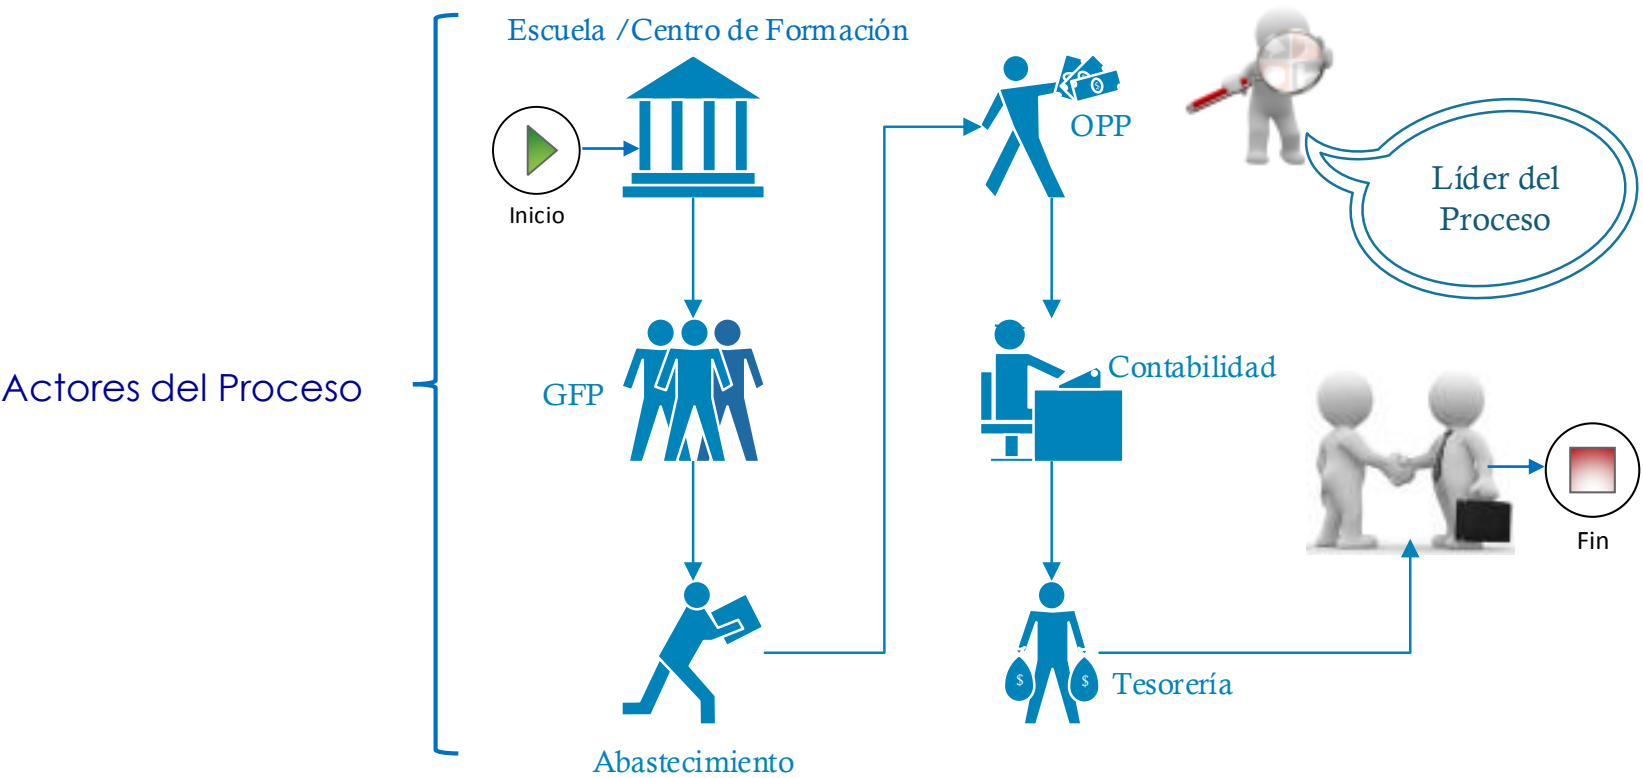 Actores del Proceso
Escuela /Centro de Formación
Inicio
GFP
Abastecimiento
OPP
Contabilidad
$ $
Tesorería
Líder del
Proceso
Fin